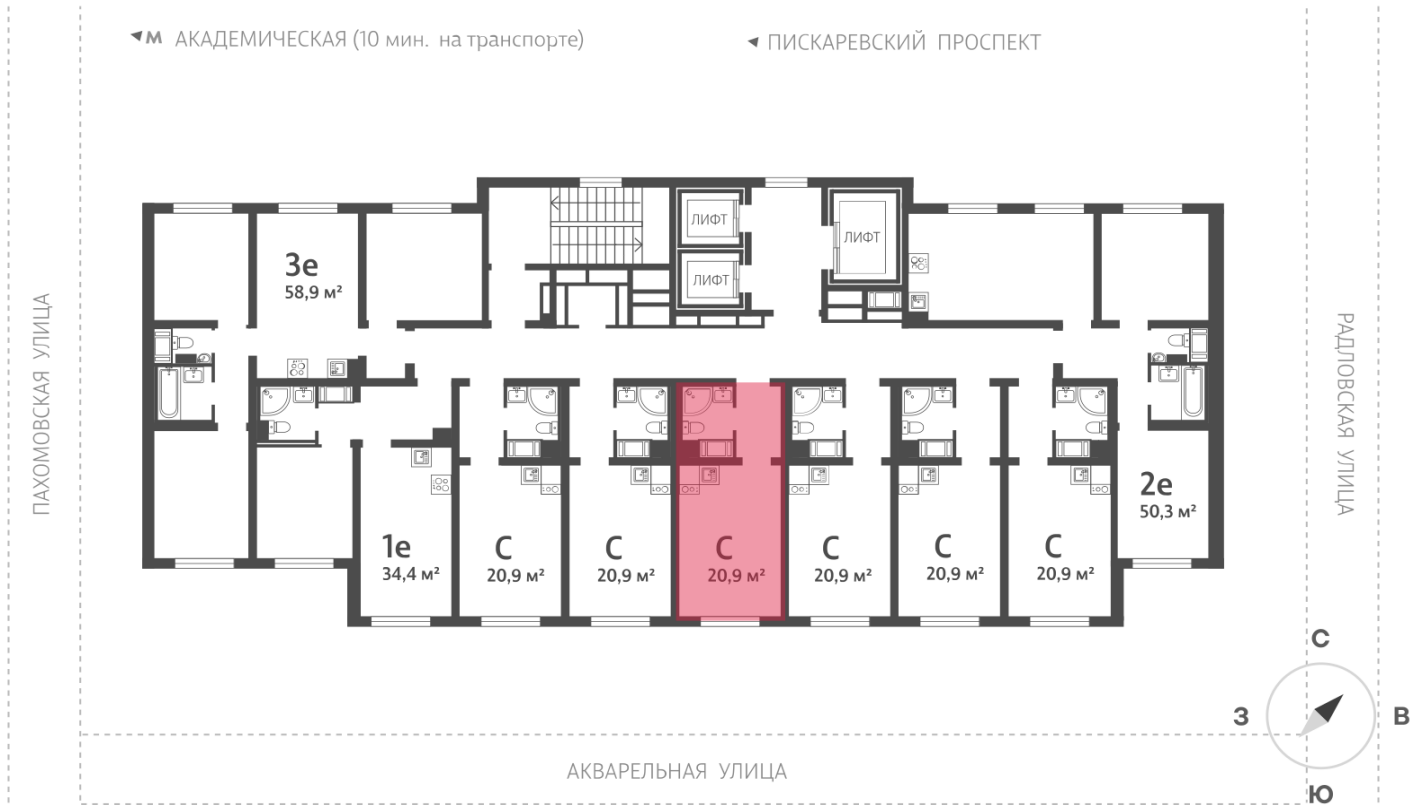 М АКАДЕМИЧЕСКАЯ (10 мин. на транспорте)
ПИСКАРЕВСКИЙ ПРОСПЕКТ
ПАХОМОВСКАЯ УЛИЦА
РАДЛОВСКАЯ УЛИЦА
ЛИФТ
ЛИФТ
ЛИФТ
3е
58,9 м²
2е
50,3 м²
1е
34,4 м²
С
20,9 м²
С
20,9 м²
С
20,9 м²
С
20,9 м²
С
20,9 м²
С
20,9 м²
С
З
В
Ю
АКВАРЕЛЬНАЯ УЛИЦА